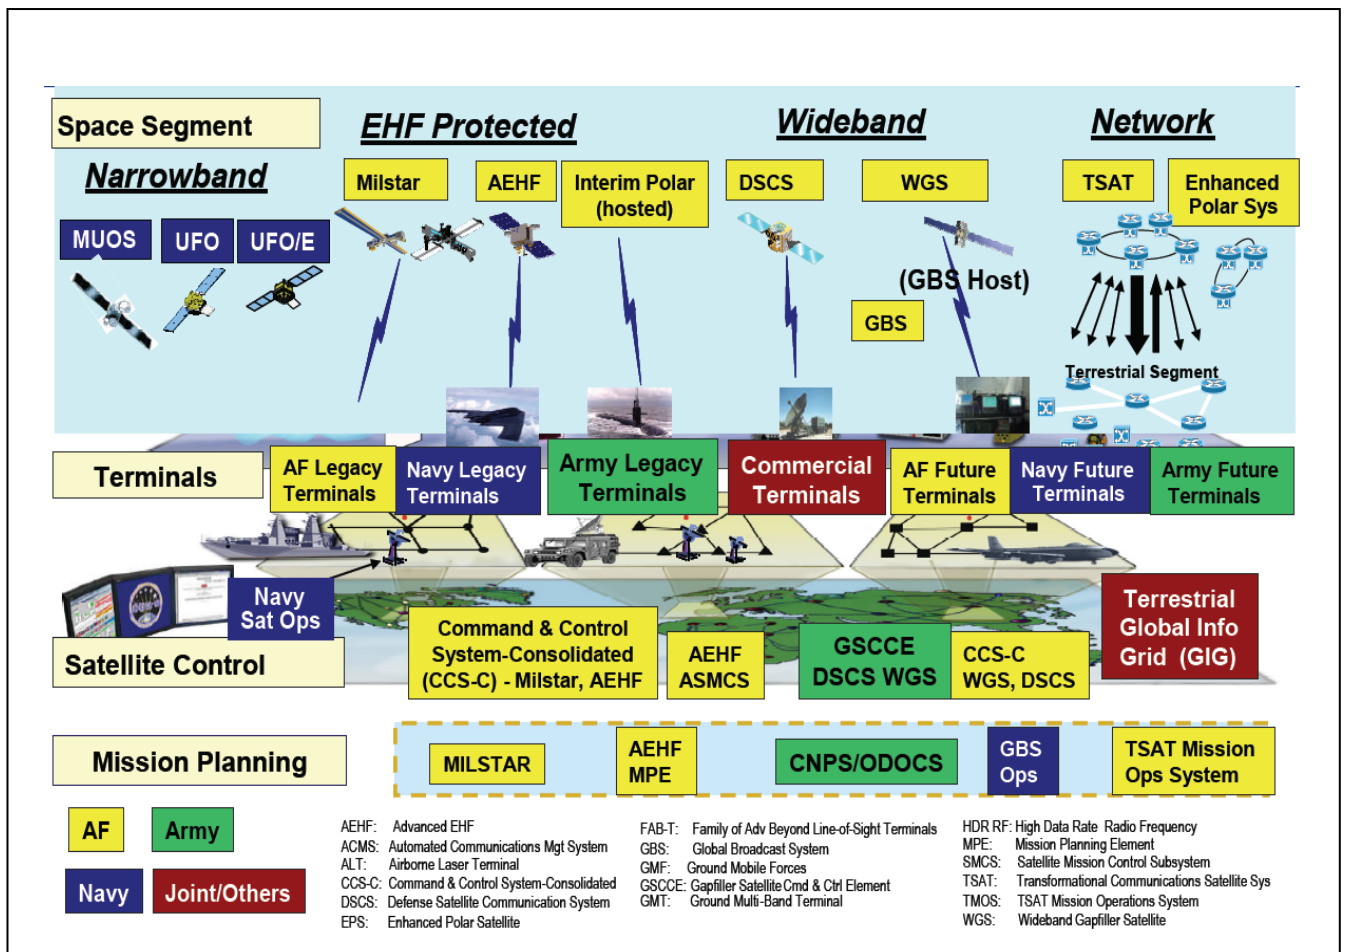 Space Segment
EHF Protected
Wideband
Network
Narrowband
Milstar
AEHF
Interim Polar
(hosted)
DSCS
WGS
TSAT
Enhanced
Polar Sys
MUOS
UFO
UFO/E
(GBS Host)
GBS
Terrestrial Segment
Terminals
AF Legacy
Terminals
Navy Legacy
Terminals
Army Legacy
Terminals
Commercial
Terminals
AF Future
Terminals
Navy Future
Terminals
Army Future
Terminals
Navy
Sat Ops
Satellite Control
Command & Control
System-Consolidated
(CCS-C) - Milstar, AEHF
AEHF
ASMCS
GSCCE
DSCS WGS
CCS-C
WGS, DSCS
Terrestrial
Global Info
Grid (GIG)
Mission Planning
MILSTAR
AEHF
MPE
CNPS/ODOCS
GBS
Ops
TSAT Mission
Ops System
AF
Army
Navy
Joint/Others
AEHF: Advanced EHF
ACMS: Automated Communications Mgt System
ALT: Airborne Laser Terminal
CCS-C: Command & Control System-Consolidated
DSCS: Defense Satellite Communication System
EPS: Enhanced Polar Satellite
FAB-T: Family of Adv Beyond Line-of-Sight Terminals
GBS: Global Broadcast System
GMF: Ground Mobile Forces
GSCCE: Gapfiller Satellite Cmd & Ctrl Element
GMT: Ground Multi-Band Terminal
HDR RF: High Data Rate Radio Frequency
MPE: Mission Planning Element
SMCS: Satellite Mission Control Subsystem
TSAT: Transformational Communications Satellite Sys
TMOS: TSAT Mission Operations System
WGS: Wideband Gapfiller Satellite